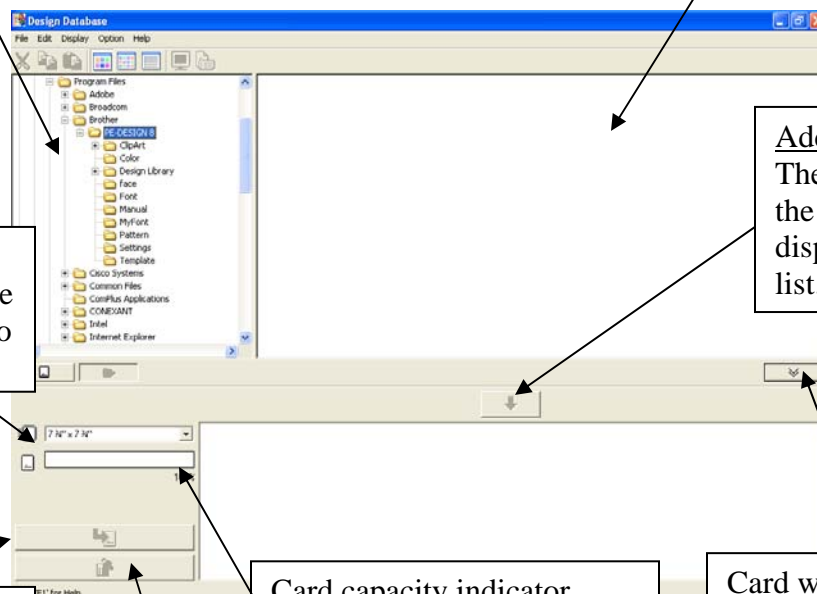 Design Database
File Edit Display Option Help
Program Files
Adobe
Broadcom
Brother
PE-DESIGN 8
ClipArt
Color
Design Library
face
Font
Manual
MyFont
Pattern
Settings
Template
Cisco Systems
Common Files
ComPlus Applications
CONEXANT
Intel
Internet Explorer
The
the
list
7 ¾" x 7 ¾"
for Help
Card capacity indicator
Card